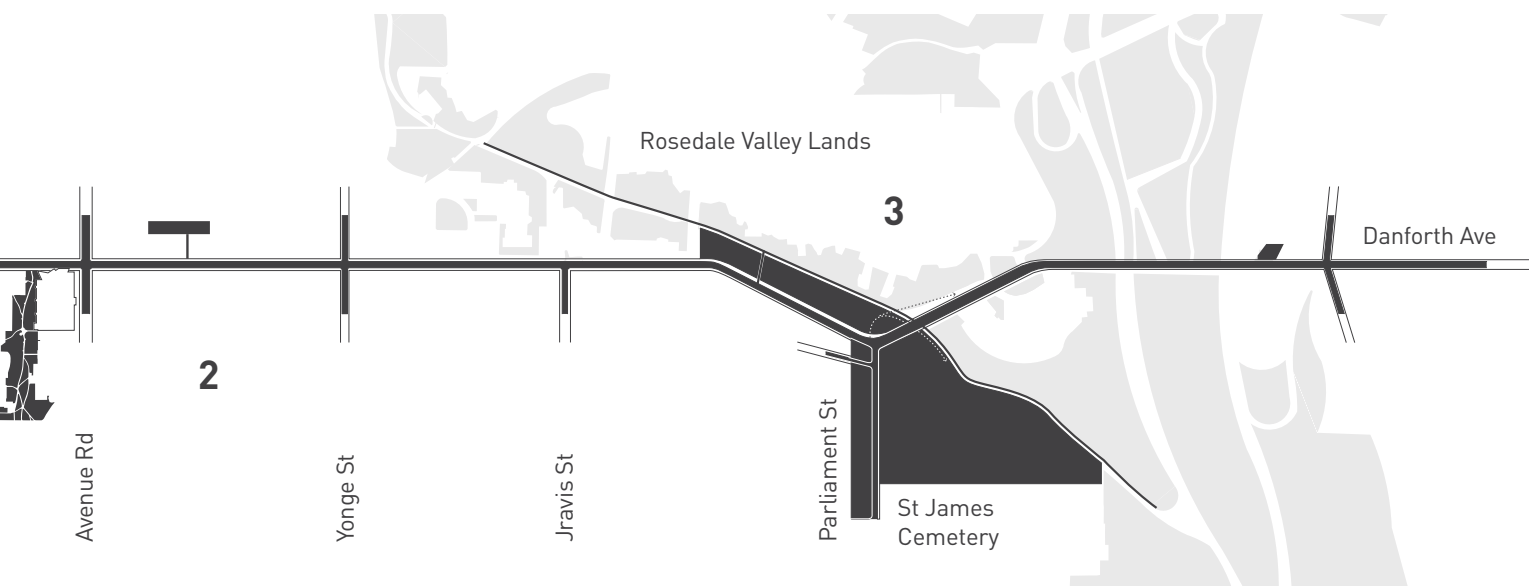 Rosedale Valley Lands
3
Danforth Ave
2
Avenue Rd
Yonge St
Jravis St
Parliament St
St James
Cemetery